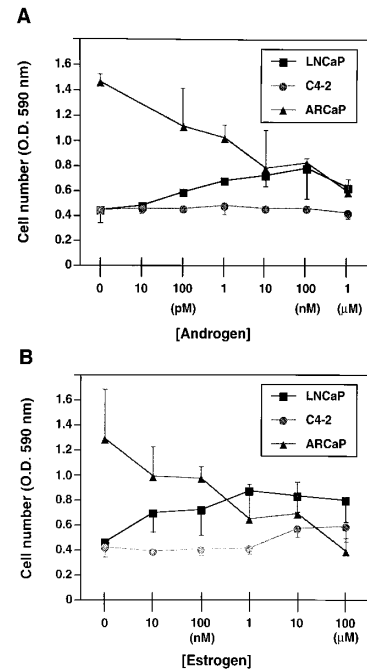 A
LNCaP
C4-2
ARCaP
Cell number (O.D. 590 nm)
1.6
1.4
1.2
1.0
0.8
0.6
0.4
0.2
0
0 10 100 1 10 100 1
(pM) (nM) (µM)
[Androgen]
B
LNCaP
C4-2
ARCaP
Cell number (O.D. 590 nm)
1.6
1.4
1.2
1.0
0.8
0.6
0.4
0.2
0
0 10 100 1 10 100
(nM) (µM)
[Estrogen]